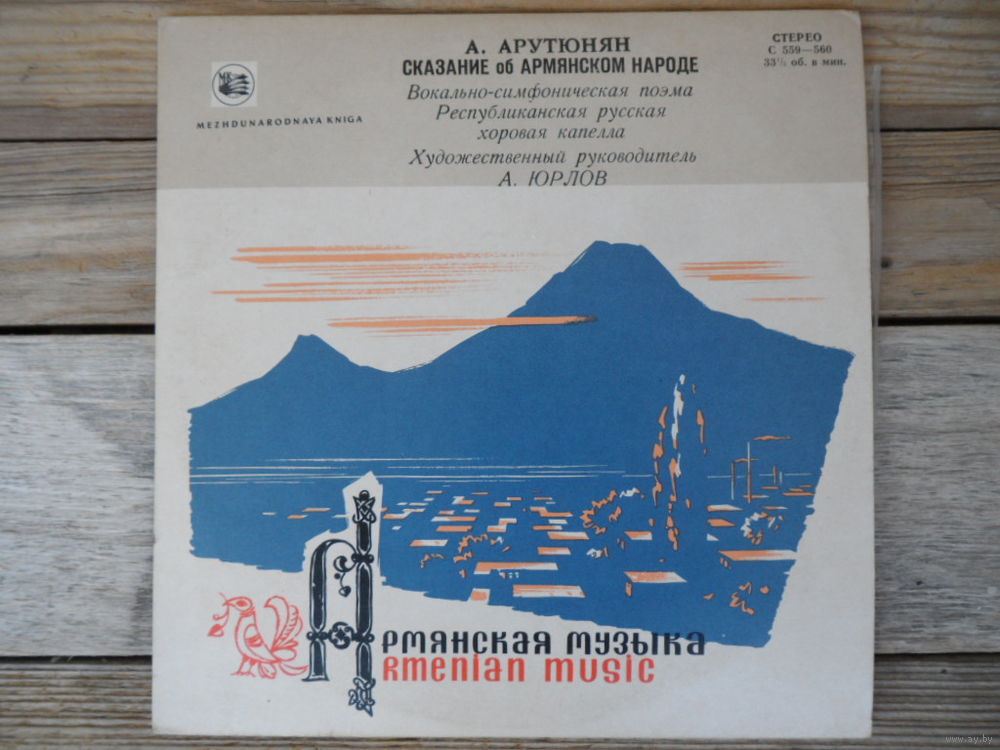 А. АРУТЮНЯН
СКАЗАНИЕ об АРМЯНСКОМ НАРОДЕ
Вокально-симфоническая поэма
Республиканская русская
хоровая капелла
Художественный руководитель
А. ЮРЛОВ
СТЕРЕО
С 559—560
33⅓ об. в мин.
МК
MEZHDUNARODNAYA KNIGA
Армянская музыка
Armenian music
www.ay.by